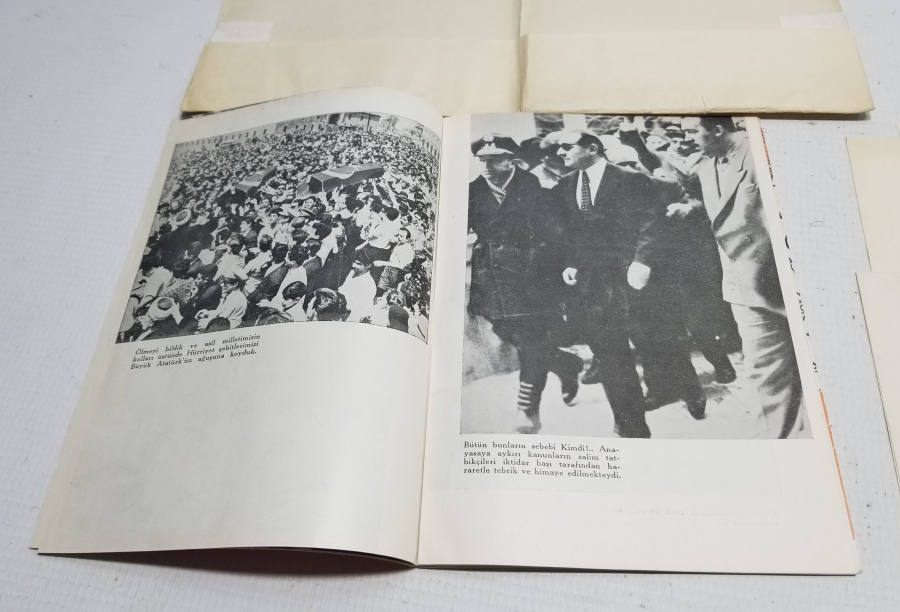 Ölmeyi bildik ve asil milletimizin
kolları üstünde Hürriyet şehitlerimizi
Büyük Atatürk'ün ağuşuna koyduk.
Bütün bunların sebebi Kimdi!.. Ana-
yasaya aykırı kanunların zalim tat-
bikçileri iktidar başı tarafından ha-
raretle tebrik ve himaye edilmekteydi.